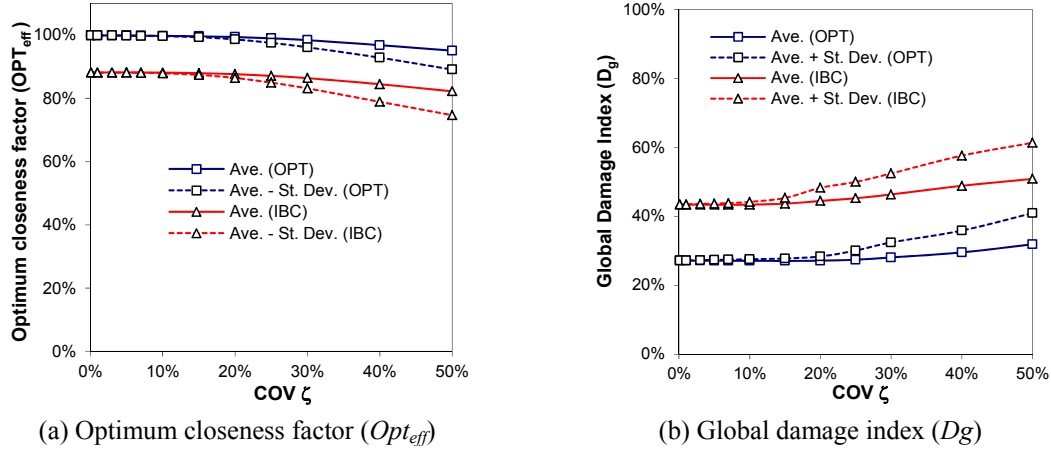 Optimum closeness factor (OPTeff)
100%
80%
60%
40%
20%
0%
Ave. (OPT)
Ave. - St. Dev. (OPT)
Ave. (IBC)
Ave. - St. Dev. (IBC)
0% 10% 20% 30% 40% 50%
COV ζ
(a) Optimum closeness factor (Opteff)
Global Damage Index (Dg)
100%
80%
60%
40%
20%
0%
Ave. (OPT)
Ave. + St. Dev. (OPT)
Ave. (IBC)
Ave. + St. Dev. (IBC)
0% 10% 20% 30% 40% 50%
COV ζ
(b) Global damage index (Dg)